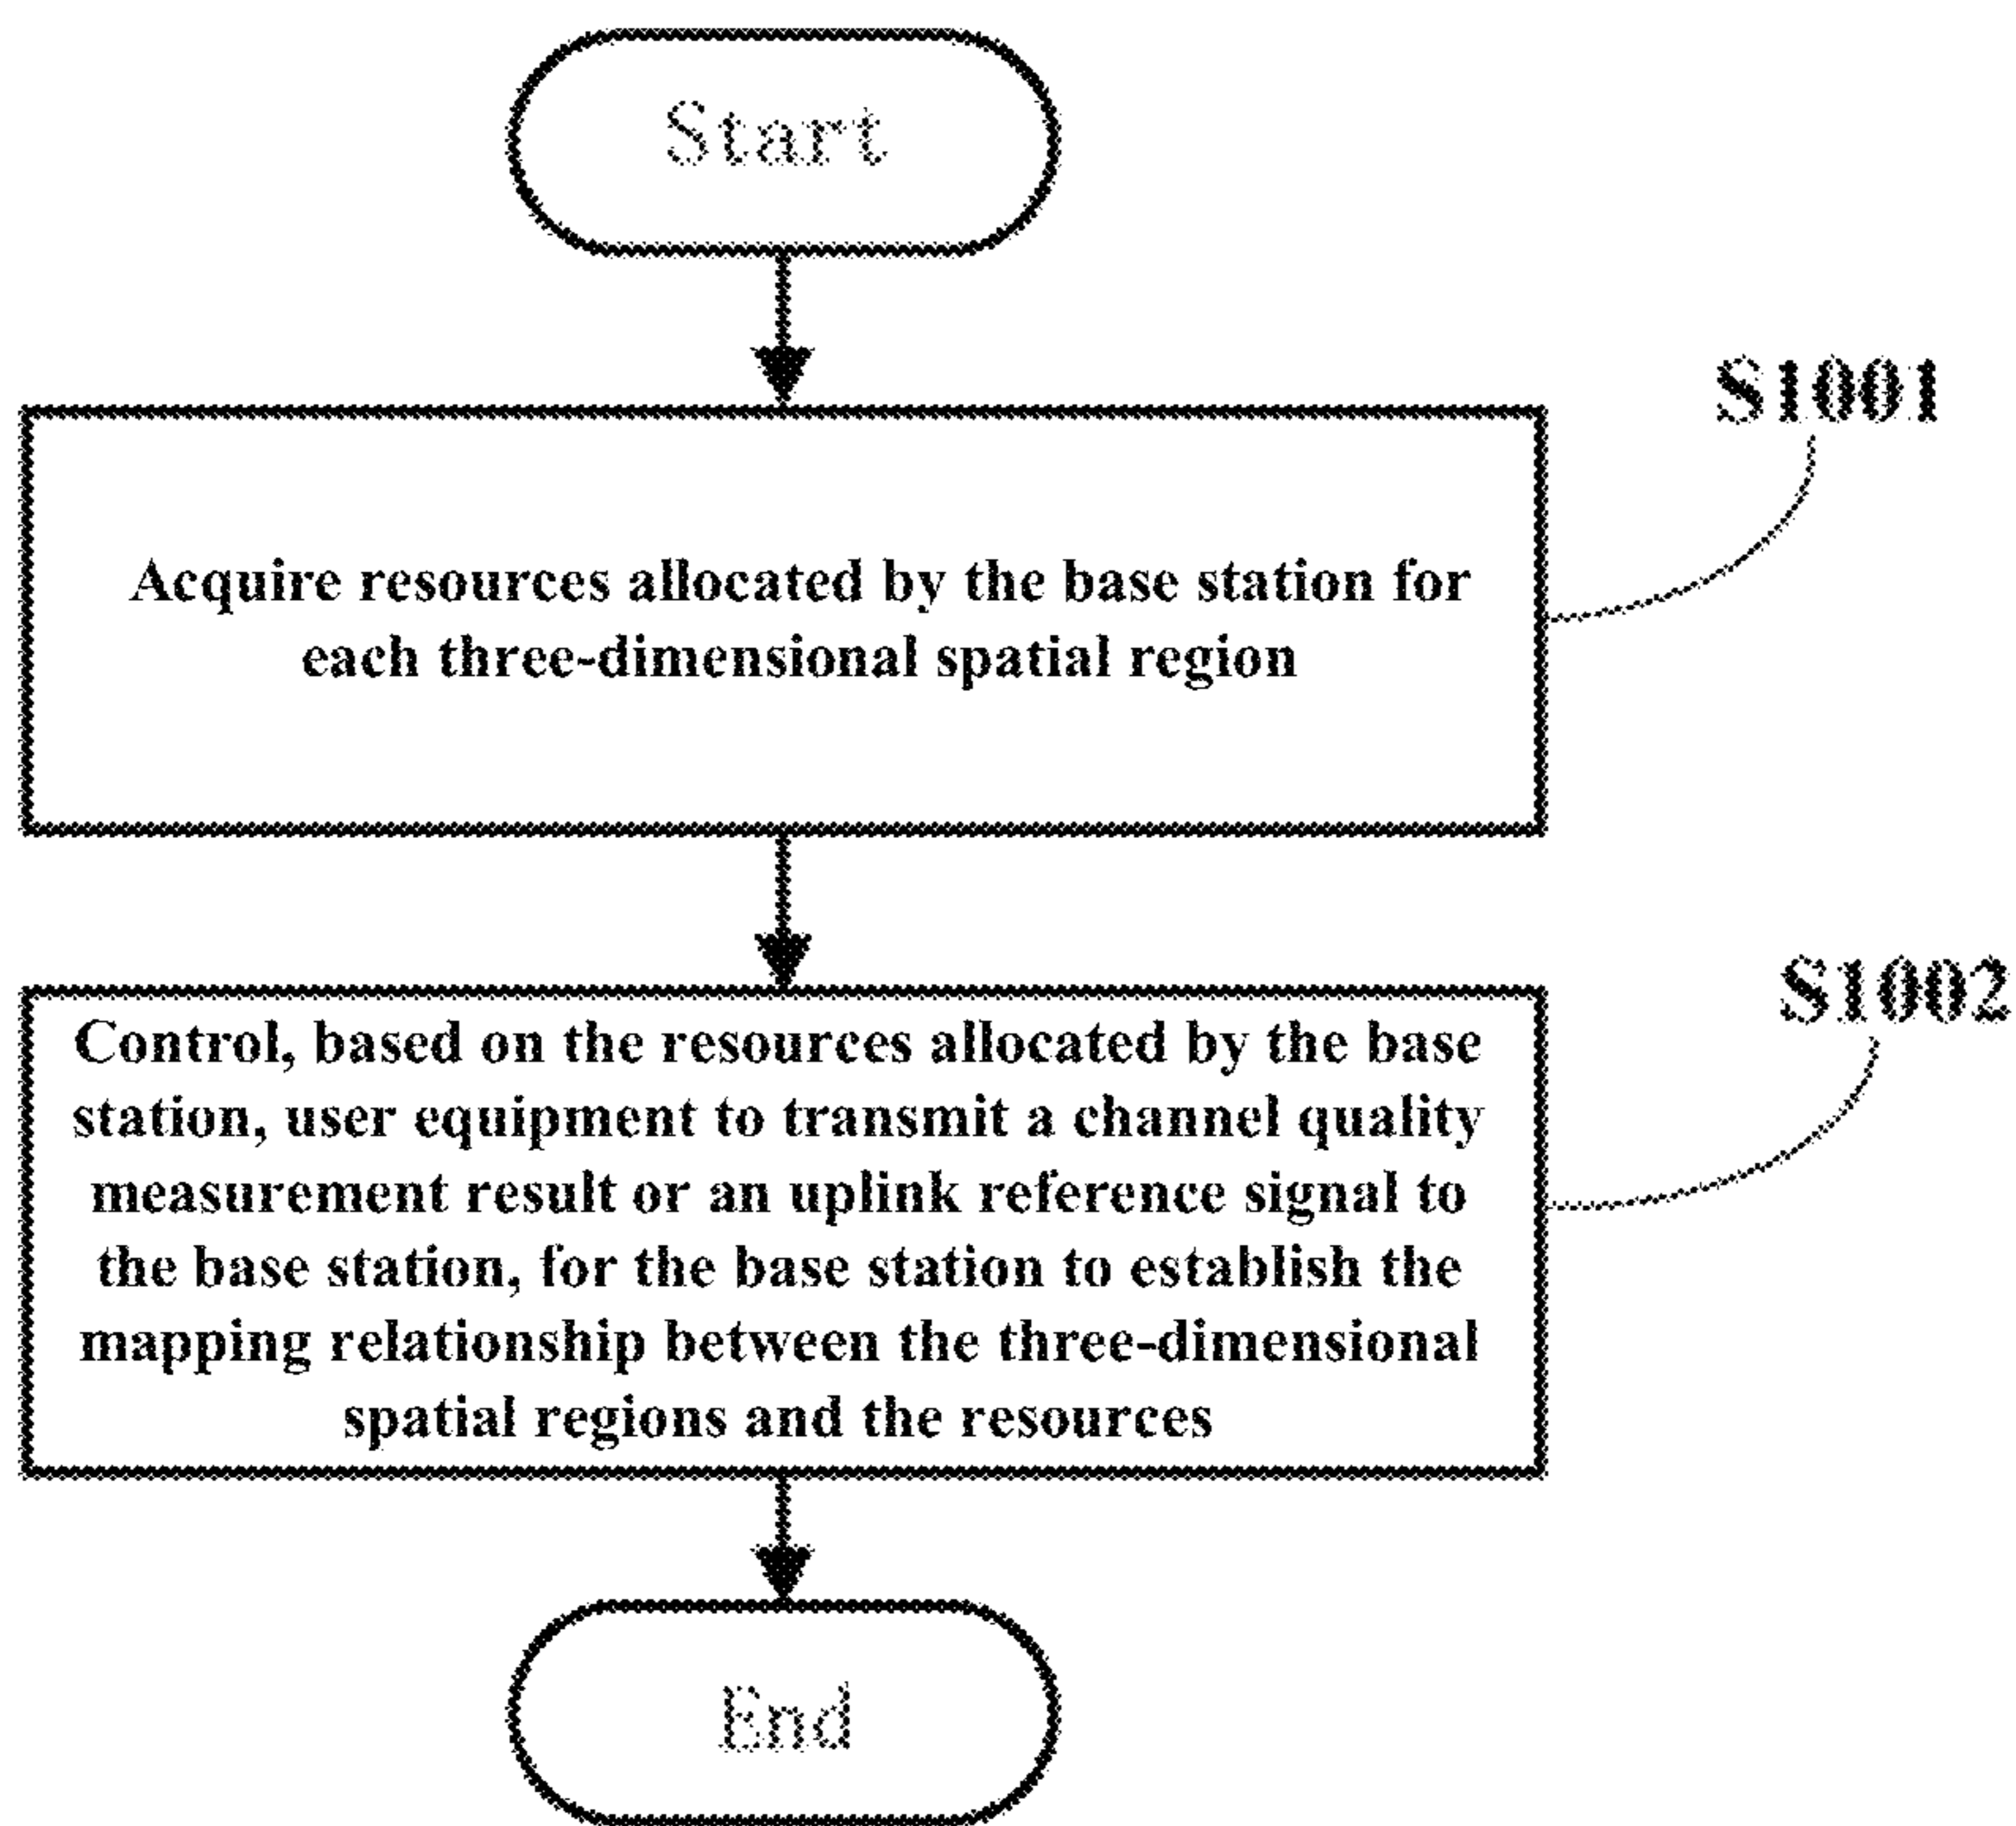 Start
S1001
Acquire resources allocated by the base station for
each three-dimensional spatial region
S1002
Control, based on the resources allocated by the base
station, user equipment to transmit a channel quality
measurement result or an uplink reference signal to
the base station, for the base station to establish the
mapping relationship between the three-dimensional
spatial regions and the resources
End